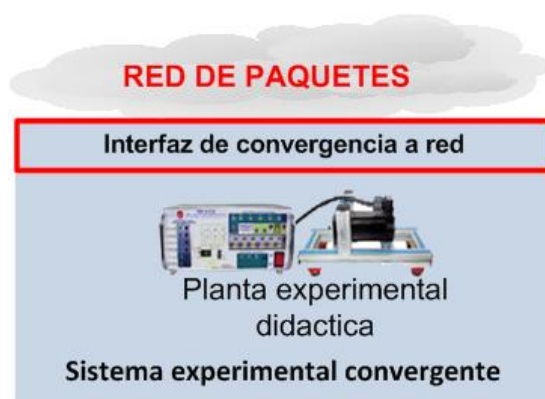 RED DE PAQUETES
Interfaz de convergencia a red
Planta experimental
didactica
Sistema experimental convergente